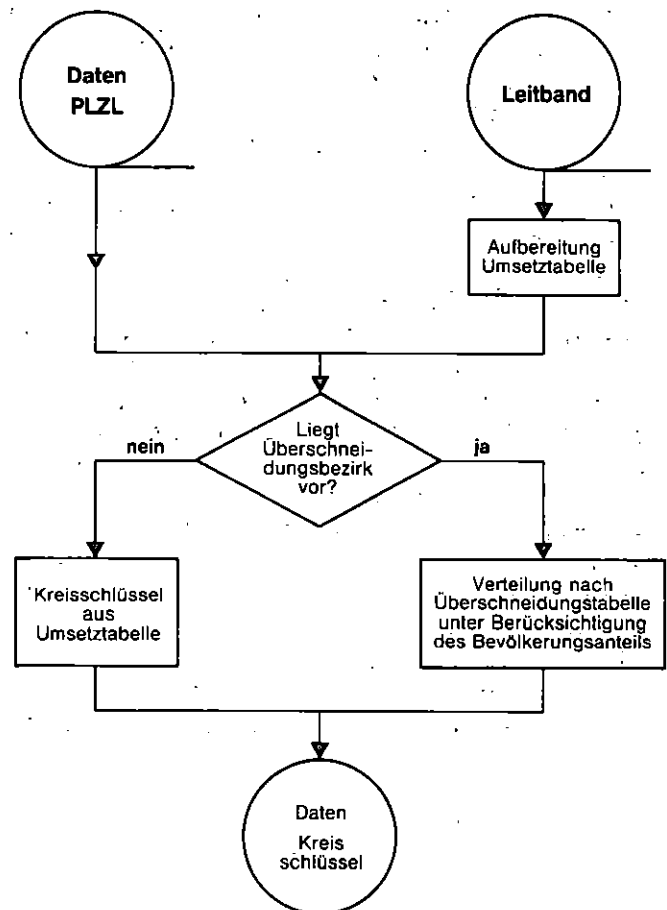 Daten
PLZL
Leitband
Aufbereitung
Umsetztabelle
Liegt
Überschnei-
dungsbezirk
vor?
nein
ja
Kreisschlüssel
aus
Umsetztabelle
Verteilung nach
Überschneidungstabelle
unter Berücksichtigung
des Bevölkerungsanteils
Daten
Kreis
schlüssel